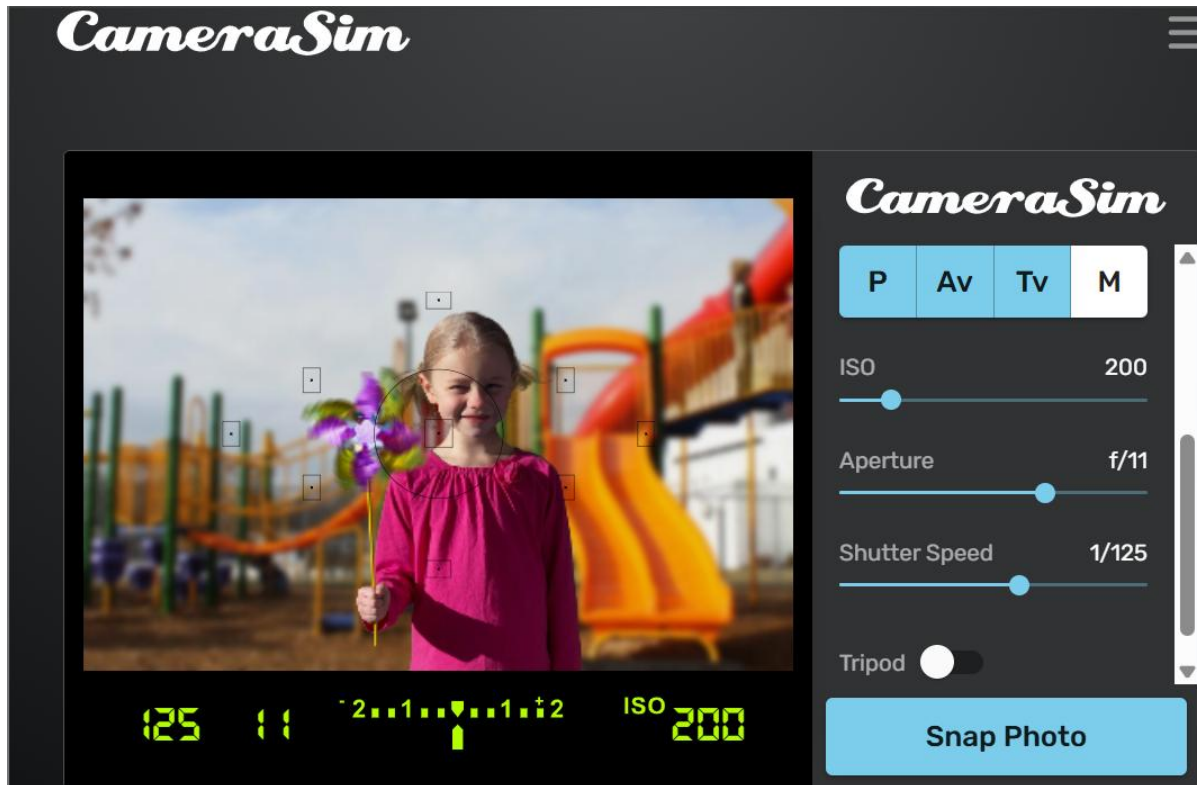 CameraSim
CameraSim
P Av Tv M
ISO 200
Aperture f/11
Shutter Speed 1/125
Tripod
125 11 -2..1..▼..1..+2 ISO 200
Snap Photo